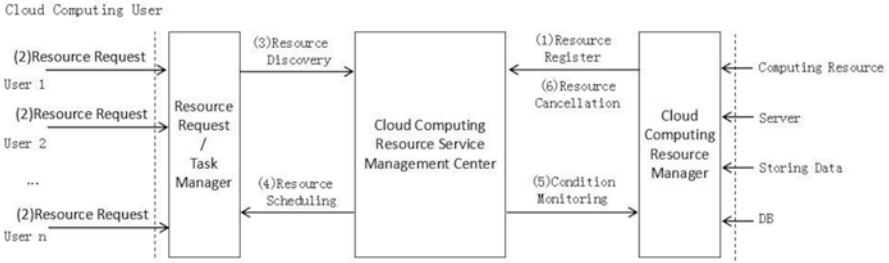 Cloud Computing User
(2)Resource Request
User 1
(2)Resource Request
User 2
...
(2)Resource Request
User n
Resource
Request
/
Task
Manager
(3)Resource
Discovery
(4)Resource
Scheduling
Cloud Computing
Resource Service
Management Center
(1)Resource
Register
(6)Resource
Cancellation
(5)Condition
Monitoring
Cloud
Computing
Resource
Manager
Computing Resource
Server
Storing Data
DB